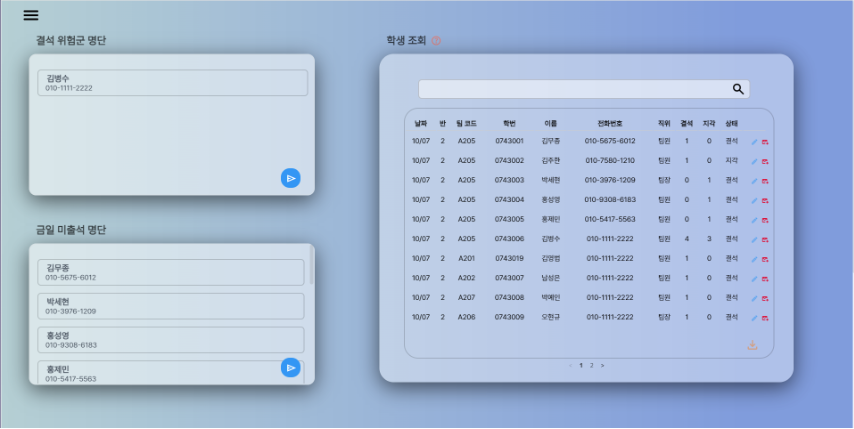 결석 위험군 명단
김병수
010-1111-2222
금일 미출석 명단
김무종
010-5675-6012
박세현
010-3976-1209
홍성영
010-9308-6183
홍제민
010-5417-5563
학생 조회
날짜 반 팀 코드 학번 이름 전화번호 직위 결석 지각 상태
10/07 2 A205 0743001 김무종 010-5675-6012 팀원 1 0 결석
10/07 2 A205 0743002 김주현 010-7580-1210 팀원 1 0 지각
10/07 2 A205 0743003 박세현 010-3976-1209 팀장 0 1 결석
10/07 2 A205 0743004 홍성영 010-9308-6183 팀원 0 1 결석
10/07 2 A205 0743005 홍제민 010-5417-5563 팀원 0 1 결석
10/07 2 A205 0743006 김병수 010-1111-2222 팀원 4 3 결석
10/07 2 A201 0743019 김영범 010-1111-2222 팀원 1 0 결석
10/07 2 A202 0743007 남성은 010-1111-2222 팀원 1 0 결석
10/07 2 A207 0743008 박예인 010-1111-2222 팀원 1 0 결석
10/07 2 A206 0743009 오현규 010-1111-2222 팀장 1 0 결석
< 1 2 >